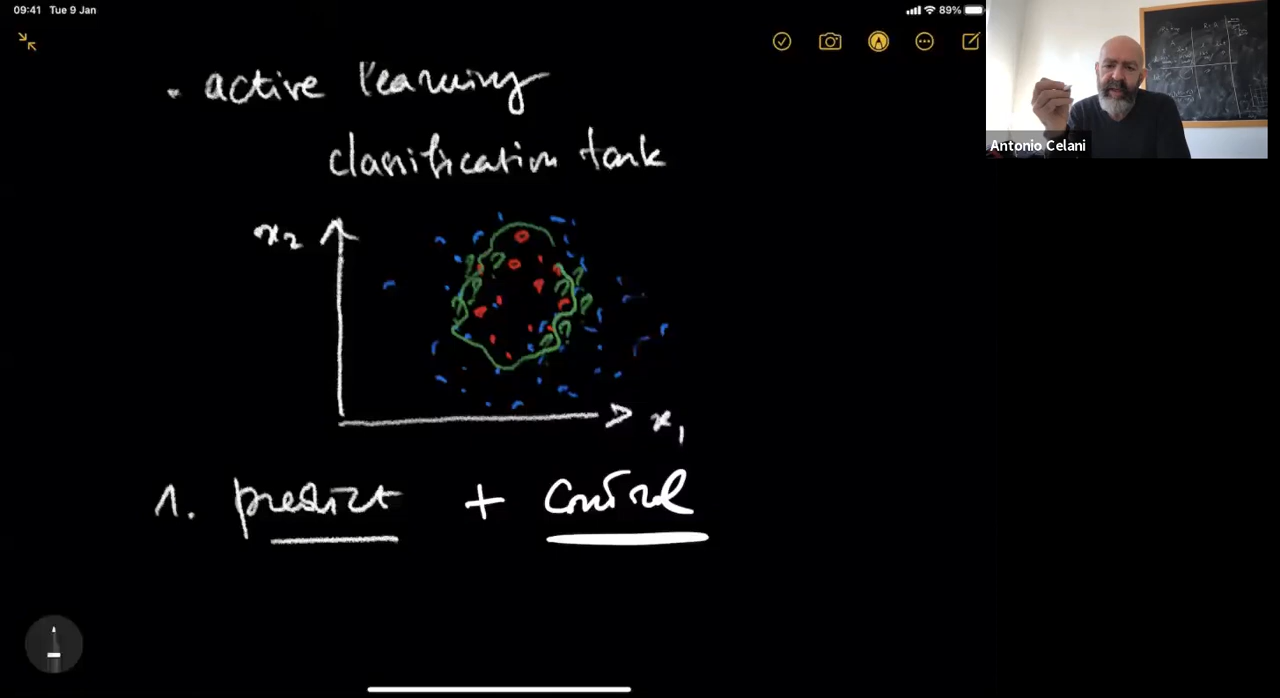 09:41 Tue 9 Jan
89%
· active learning
classification task
x2
? ? ? ? ? ? ? ?
x1
1. predict + control
Antonio Celani